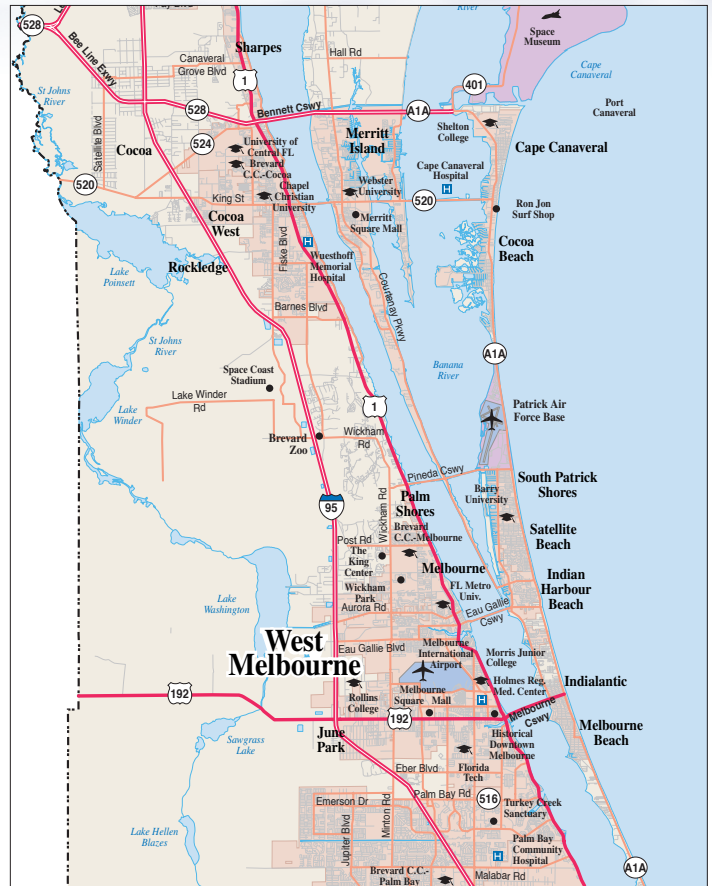 River
Space
Museum
528
Sharpes
Bee Line Expwy
Canaveral
Grove Blvd
Hall Rd
Cape
Canaveral
1
401
St Johns
River
528
Bennett Cswy
A1A
Port
Canaveral
Satellite Blvd
Cocoa
524
University of
Central FL
Brevard
C.C.-Cocoa
Merritt
Island
Shelton
College
Cape Canaveral
Cape Canaveral
Hospital
H
520
Chapel
Christian
University
Webster
University
King St
520
Ron Jon
Surf Shop
Cocoa
West
Merritt
Square Mall
Cocoa
Beach
Fiske Blvd
H
Wuesthoff
Memorial
Hospital
Rockledge
Lake
Poinsett
Courtenay Pkwy
Barnes Blvd
St Johns
River
A1A
Banana
River
Space Coast
Stadium
Lake Winder
Rd
Lake
Winder
1
Patrick Air
Force Base
Wickham
Rd
Brevard
Zoo
Pineda Cswy
South Patrick
Shores
95
Wickham Rd
Palm
Shores
Barry
University
Brevard
C.C.-Melbourne
Satellite
Beach
Post Rd
The
King
Center
Melbourne
Wickham
Park
FL Metro
Univ.
Indian
Harbour
Beach
Lake
Washington
Aurora Rd
Eau Gallie
Cswy
West
Melbourne
Eau Gallie Blvd
Melbourne
International
Airport
Morris Junior
College
Holmes Reg.
Med. Center
Indialantic
192
Rollins
College
Melbourne
Square Mall
H
192
Melbourne
Cswy
Melbourne
Beach
June
Park
Historical
Downtown
Melbourne
Sawgrass
Lake
Eber Blvd
Florida
Tech
Palm Bay Rd
516
Emerson Dr
Minton Rd
Turkey Creek
Sanctuary
Jupiter Blvd
Lake Hellen
Blazes
Palm Bay
Community
Hospital
H
Brevard C.C.-
Palm Bay
Malabar Rd
A1A